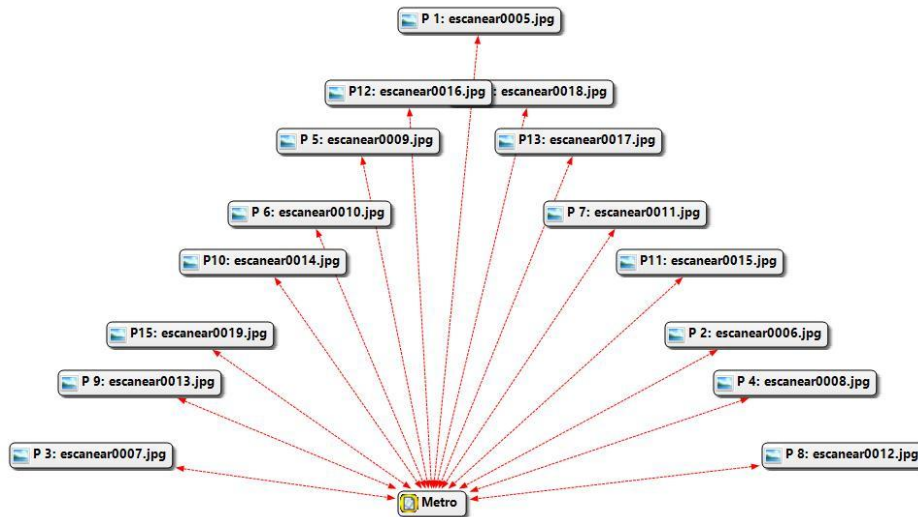 P 1: escanear0005.jpg
P12: escanear0016.jpg
escanear0018.jpg
P 5: escanear0009.jpg
P13: escanear0017.jpg
P 6: escanear0010.jpg
P 7: escanear0011.jpg
P10: escanear0014.jpg
P11: escanear0015.jpg
P15: escanear0019.jpg
P 2: escanear0006.jpg
P 9: escanear0013.jpg
P 4: escanear0008.jpg
P 3: escanear0007.jpg
P 8: escanear0012.jpg
Metro